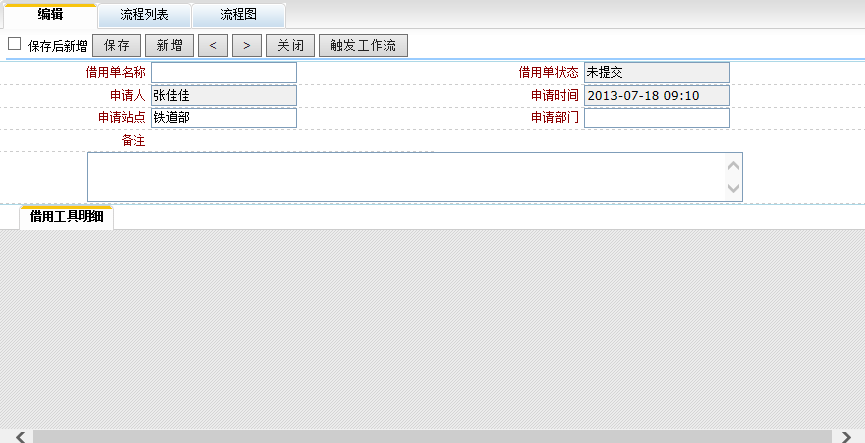 编辑 流程列表 流程图
保存后新增 保存 新增 < > 关闭 触发工作流
借用单名称 借用单状态 未提交
申请人 张佳佳 申请时间 2013-07-18 09:10
申请站点 铁道部 申请部门
备注
借用工具明细